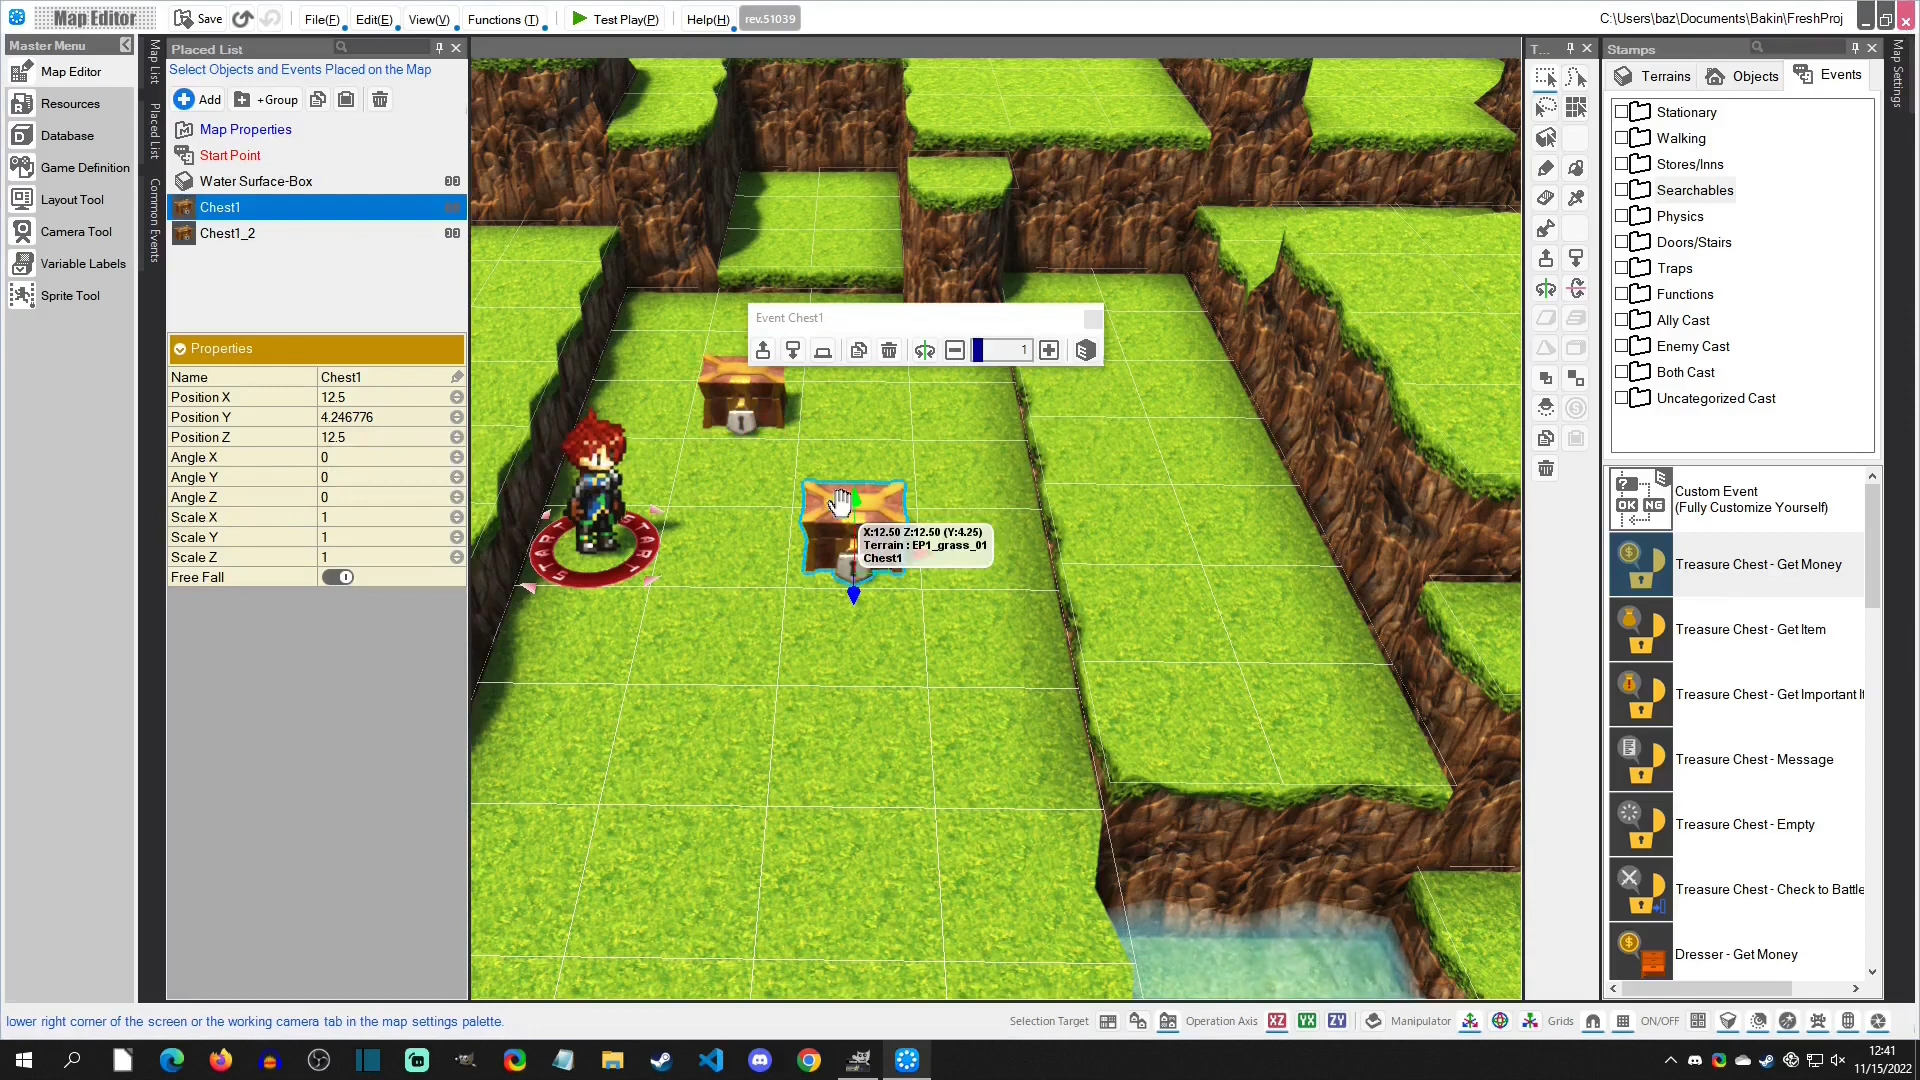 Map Editor
Save
File(F)
Edit(E)
View(V)
Functions (T)
Test Play(P)
Help(H)
rev.51039
C:\Users\baz\Documents\Bakin\FreshProj
Master Menu
Map Editor
Resources
Database
Game Definition
Layout Tool
Camera Tool
Variable Labels
Sprite Tool
Map List
Placed List
Common Events
Placed List
Select Objects and Events Placed on the Map
Add
+Group
Map Properties
Start Point
Water Surface-Box
Chest1
Chest1_2
Properties
Name Chest1
Position X 12.5
Position Y 4.246776
Position Z 12.5
Angle X 0
Angle Y 0
Angle Z 0
Scale X 1
Scale Y 1
Scale Z 1
Free Fall
Event Chest1
1
X:12.50 Z:12.50 (Y:4.25)
Terrain : EP1_grass_01
Chest1
START
START
T...
Stamps
Terrains
Objects
Events
Map Settings
Stationary
Walking
Stores/Inns
Searchables
Physics
Doors/Stairs
Traps
Functions
Ally Cast
Enemy Cast
Both Cast
Uncategorized Cast
OK NG
Custom Event
(Fully Customize Yourself)
Treasure Chest - Get Money
Treasure Chest - Get Item
Treasure Chest - Get Important It
Treasure Chest - Message
Treasure Chest - Empty
Treasure Chest - Check to Battle
Dresser - Get Money
lower right corner of the screen or the working camera tab in the map settings palette.
Selection Target
Operation Axis
XZ
YX
ZY
Manipulator
Grids
ON/OFF
12:41
11/15/2022